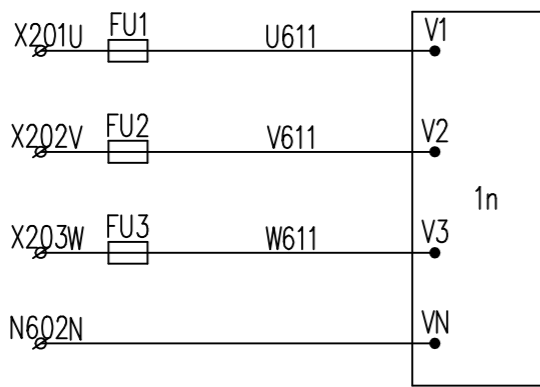 X201U FU1 U611 V1
X202V FU2 V611 V2
1n
X203W FU3 W611 V3
N602N VN